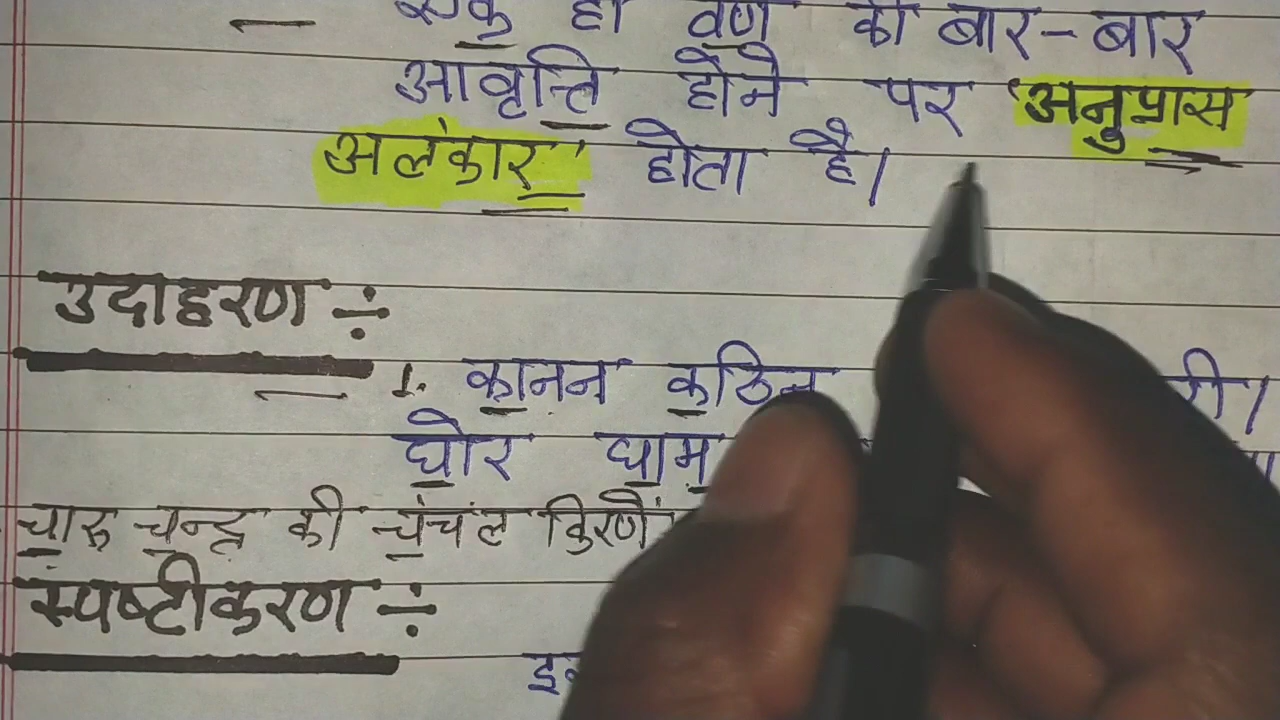 एक ही वर्ण की बार-बार
आवृत्ति होने पर 'अनुप्रास
अलंकार' होता है।
उदाहरण ÷
1. कानन कठिन
घोर घाम
चारु चन्द्र की चंचल किरणें
स्पष्टीकरण ÷